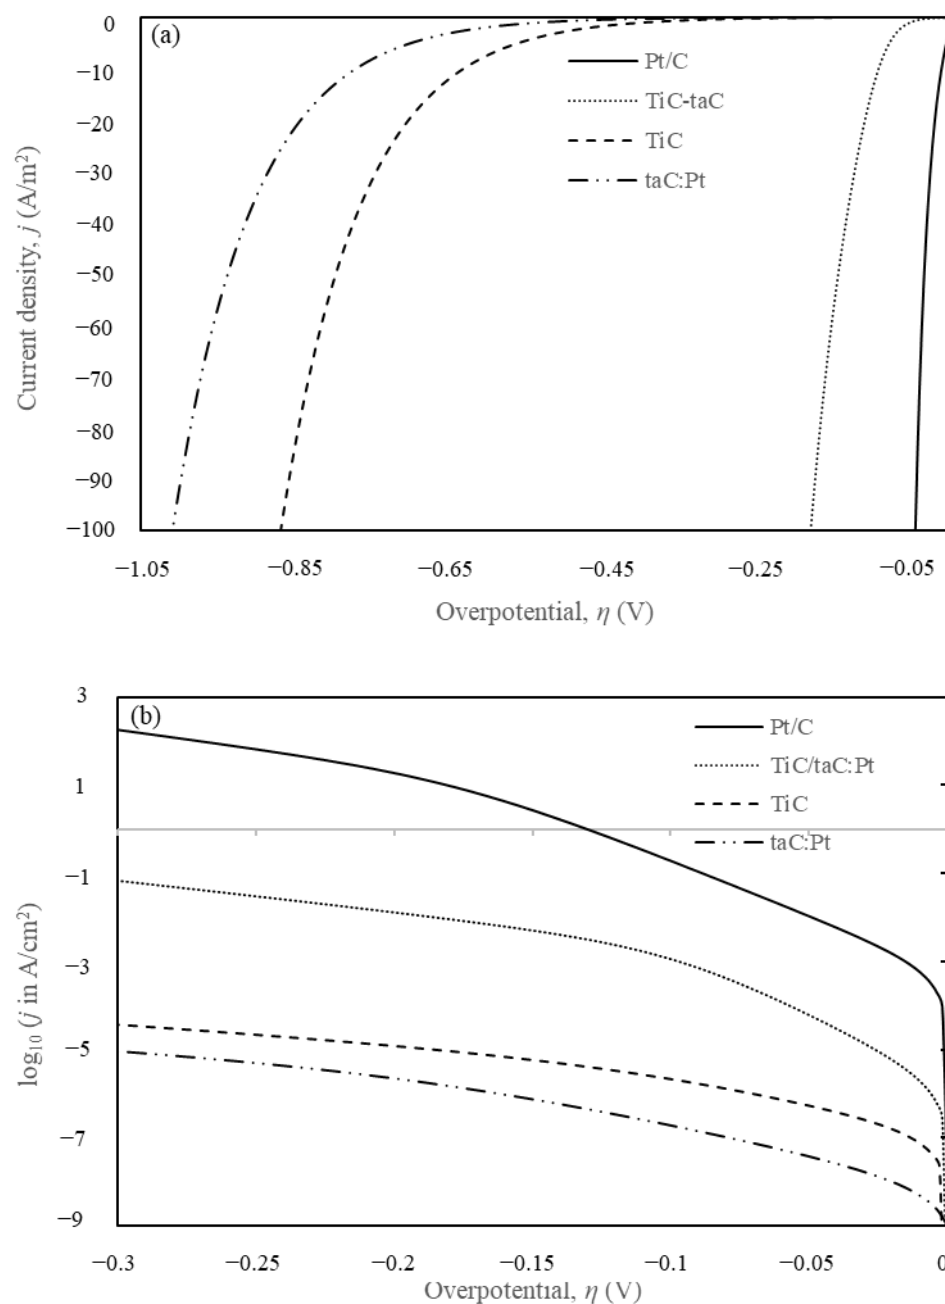 (a)
0
−10
−20
−30
−40
−50
−60
−70
−80
−90
−100
Current density, j (A/m²)
Pt/C
TiC-taC
TiC
taC:Pt
−1.05 −0.85 −0.65 −0.45 −0.25 −0.05
Overpotential, η (V)
(b)
3
1
−1
−3
−5
−7
−9
log₁₀ (j in A/cm²)
Pt/C
TiC/taC:Pt
TiC
taC:Pt
−0.3 −0.25 −0.2 −0.15 −0.1 −0.05 0
Overpotential, η (V)